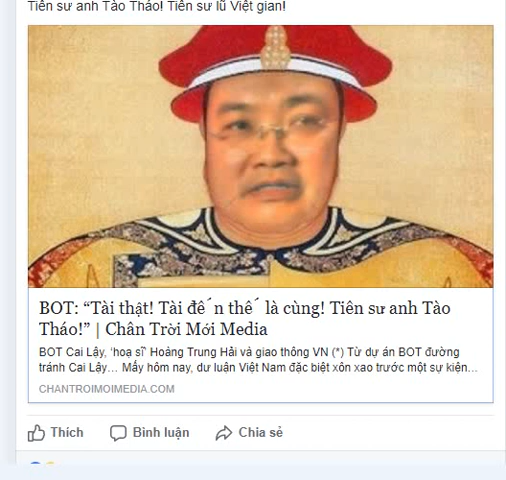 Tiên sư anh Tào Tháo! Tiên sư lũ Việt gian!
BOT: “Tài thật! Tài đến thế là cùng! Tiên sư anh Tào
Tháo!” | Chân Trời Mới Media
BOT Cai Lậy, ‘hoạ sĩ’ Hoàng Trung Hải và giao thông VN (*) Từ dự án BOT đường
tránh Cai Lậy... Mấy hôm nay, dư luận Việt Nam đặc biệt xôn xao trước một sự kiện...
CHANTROIMOIMEDIA.COM
Thích Bình luận Chia sẻ